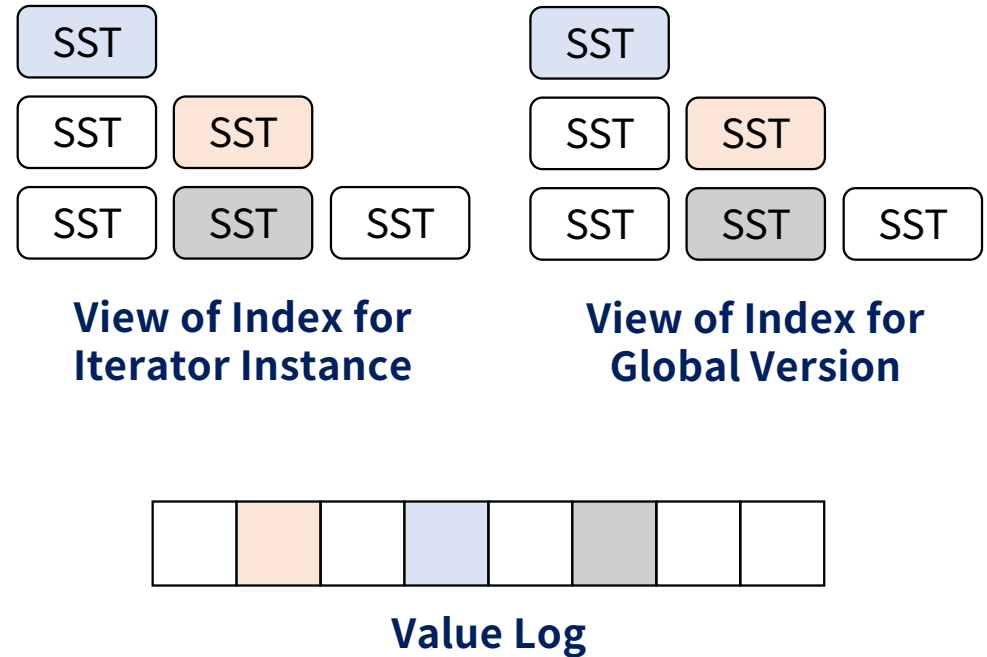 SST
SST SST
SST SST SST
View of Index for
Iterator Instance
SST
SST SST
SST SST SST
View of Index for
Global Version
Value Log